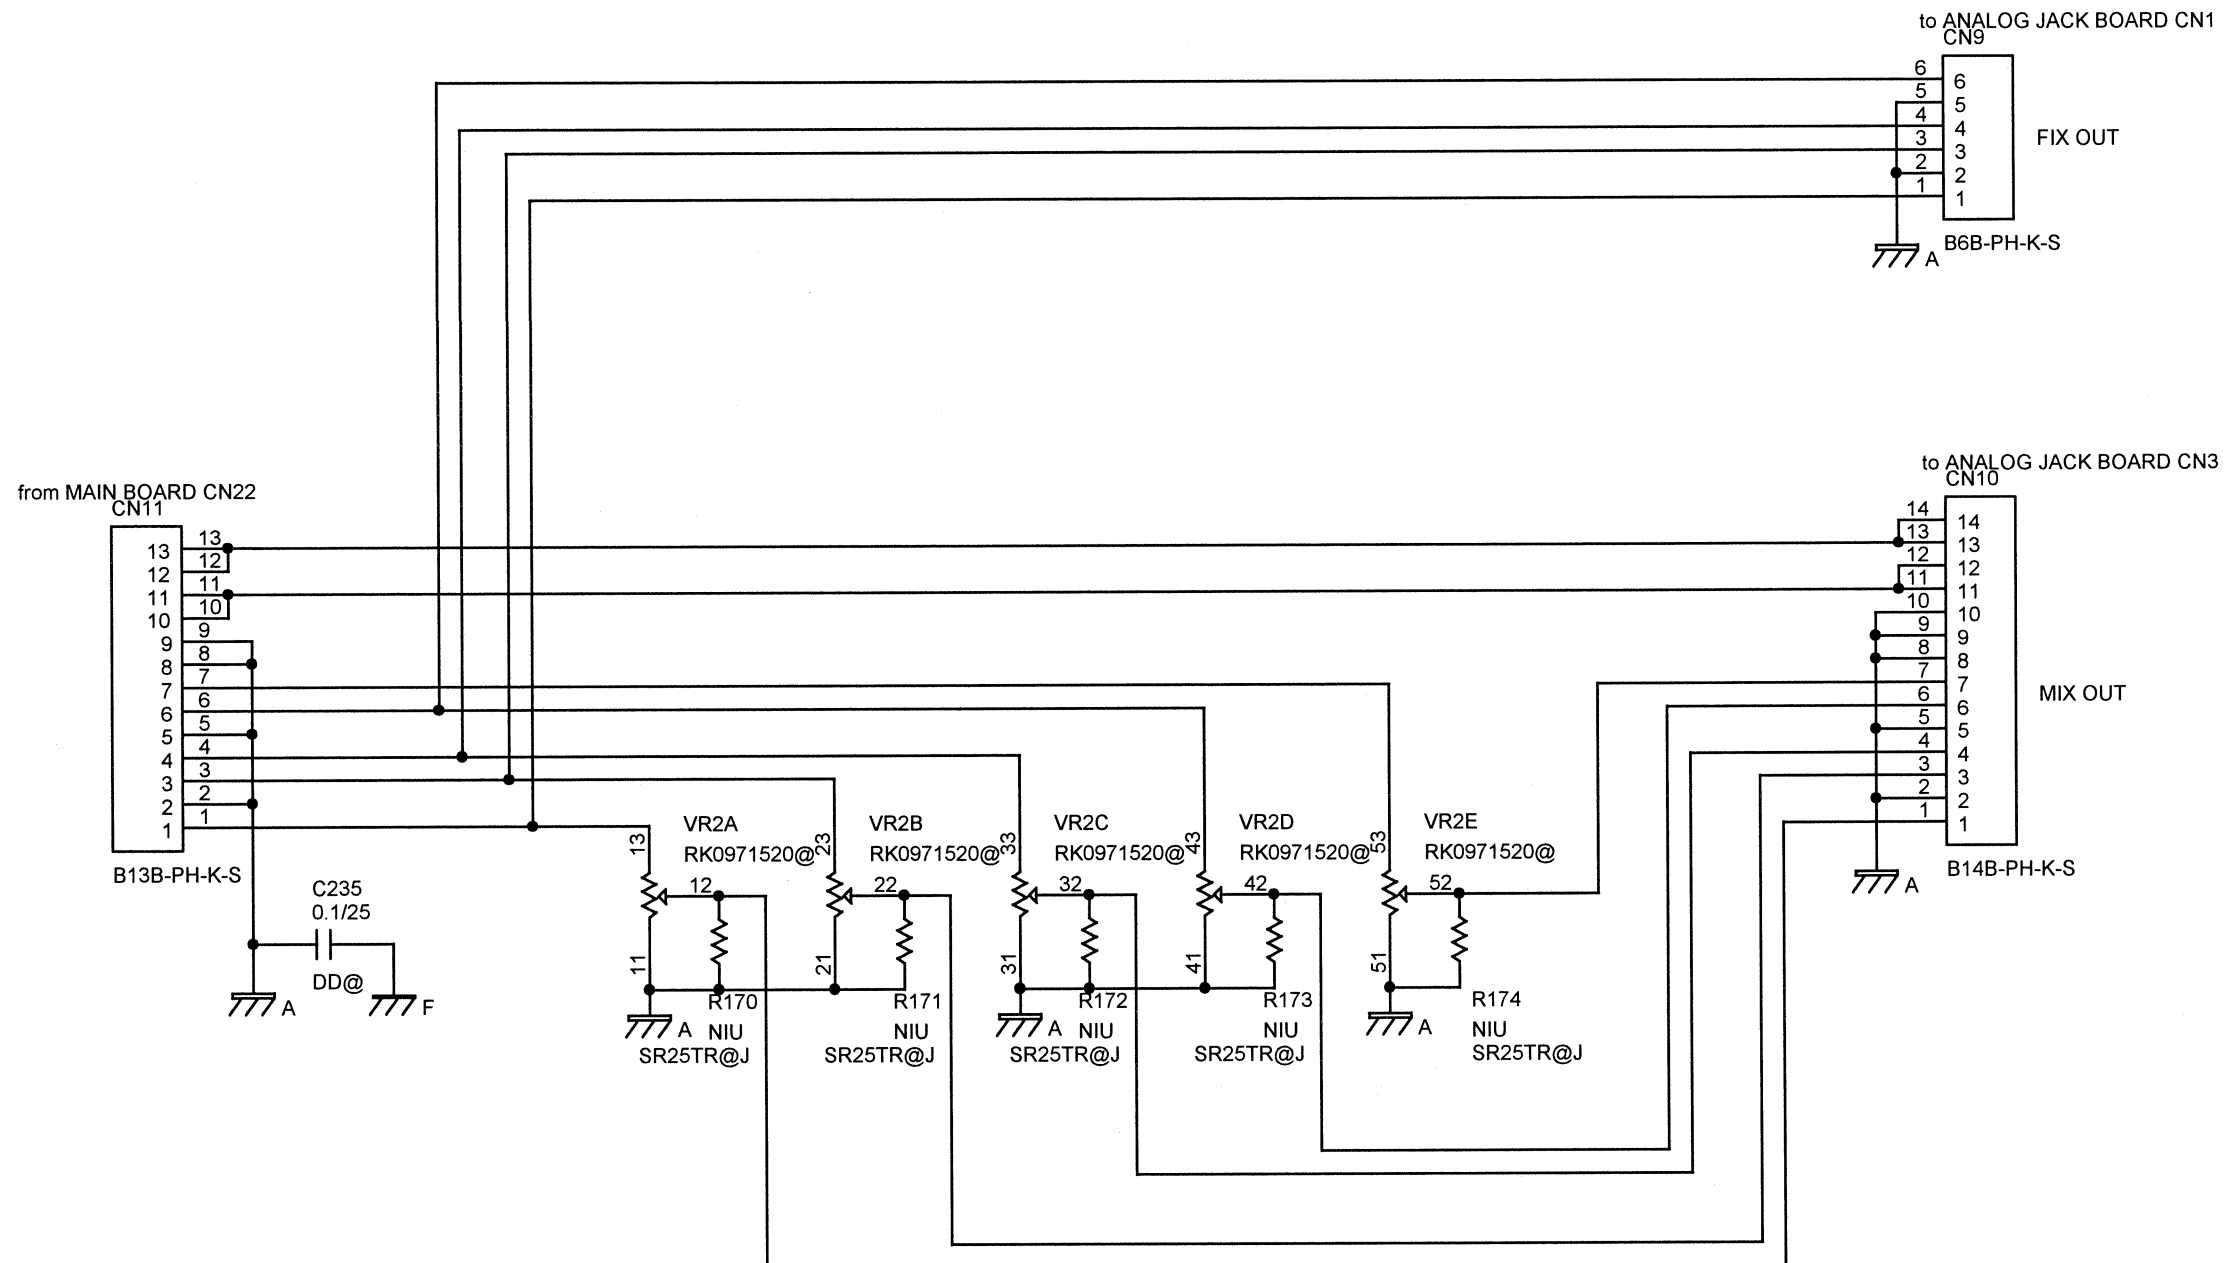 to ANALOG JACK BOARD CN1
CN9
6
6
5
5
4
4
3
3
2
2
1
1
FIX OUT
B6B-PH-K-S
A
to ANALOG JACK BOARD CN3
CN10
14
14
13
13
12
12
11
11
10
10
9
9
8
8
7
7
6
6
5
5
4
4
3
3
2
2
1
1
MIX OUT
B14B-PH-K-S
A
from MAIN BOARD CN22
CN11
13
13
12
12
11
11
10
10
9
9
8
8
7
7
6
6
5
5
4
4
3
3
2
2
1
1
B13B-PH-K-S
C235
0.1/25
DD@
A
F
VR2A
RK0971520@
13
12
11
A
R170
NIU
SR25TR@J
VR2B
RK0971520@
23
22
21
R171
NIU
SR25TR@J
VR2C
RK0971520@
33
32
31
A
R172
NIU
SR25TR@J
VR2D
RK0971520@
43
42
41
R173
NIU
SR25TR@J
VR2E
RK0971520@
53
52
51
A
R174
NIU
SR25TR@J